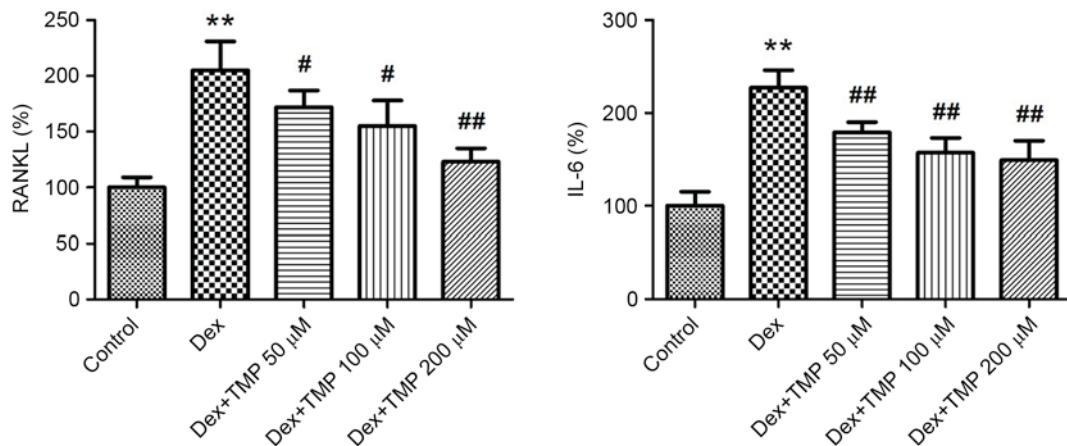 RANKL (%)
250
200
150
100
50
0
**
#
#
##
Control
Dex
Dex+TMP 50 μM
Dex+TMP 100 μM
Dex+TMP 200 μM
IL-6 (%)
300
200
100
0
**
##
##
##
Control
Dex
Dex+TMP 50 μM
Dex+TMP 100 μM
Dex+TMP 200 μM